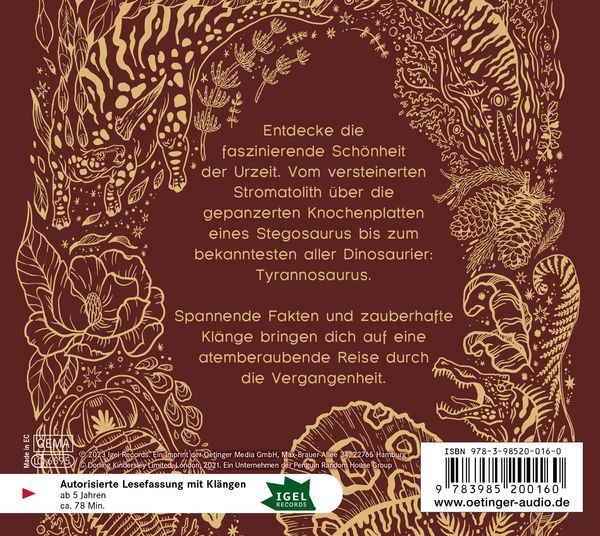 Entdecke die
faszinierende Schönheit
der Urzeit. Vom versteinerten
Stromatolith über die
gepanzerten Knochenplatten
eines Stegosaurus bis zum
bekanntesten aller Dinosaurier:
Tyrannosaurus.
Spannende Fakten und zauberhafte
Klänge bringen dich auf eine
atemberaubende Reise durch
die Vergangenheit.
Made in EC
GEMA
℗ 2023 Igel Records. Ein Imprint der Oetinger Media GmbH, Max-Brauer-Allee 34, 22765 Hamburg
© Dorling Kindersley Limited, London, 2021. Ein Unternehmen der Penguin Random House Group
Autorisierte Lesefassung mit Klängen
ab 5 Jahren
ca. 78 Min.
IGEL
RECORDS
ISBN 978-3-98520-016-0
9 783985 200160
www.oetinger-audio.de